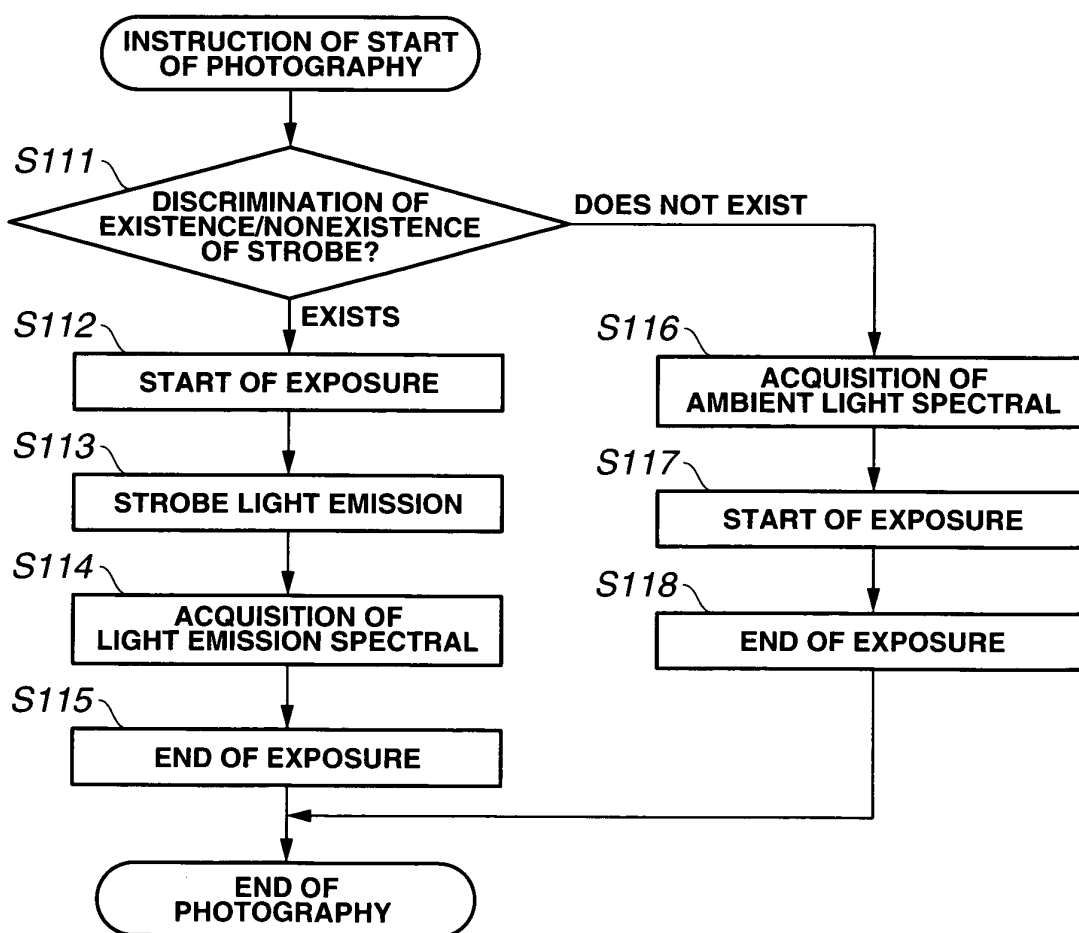 INSTRUCTION OF START
OF PHOTOGRAPHY
S111
DISCRIMINATION OF
EXISTENCE/NONEXISTENCE
OF STROBE?
DOES NOT EXIST
EXISTS
S112
START OF EXPOSURE
S113
STROBE LIGHT EMISSION
S114
ACQUISITION OF
LIGHT EMISSION SPECTRAL
S115
END OF EXPOSURE
S116
ACQUISITION OF
AMBIENT LIGHT SPECTRAL
S117
START OF EXPOSURE
S118
END OF EXPOSURE
END OF
PHOTOGRAPHY